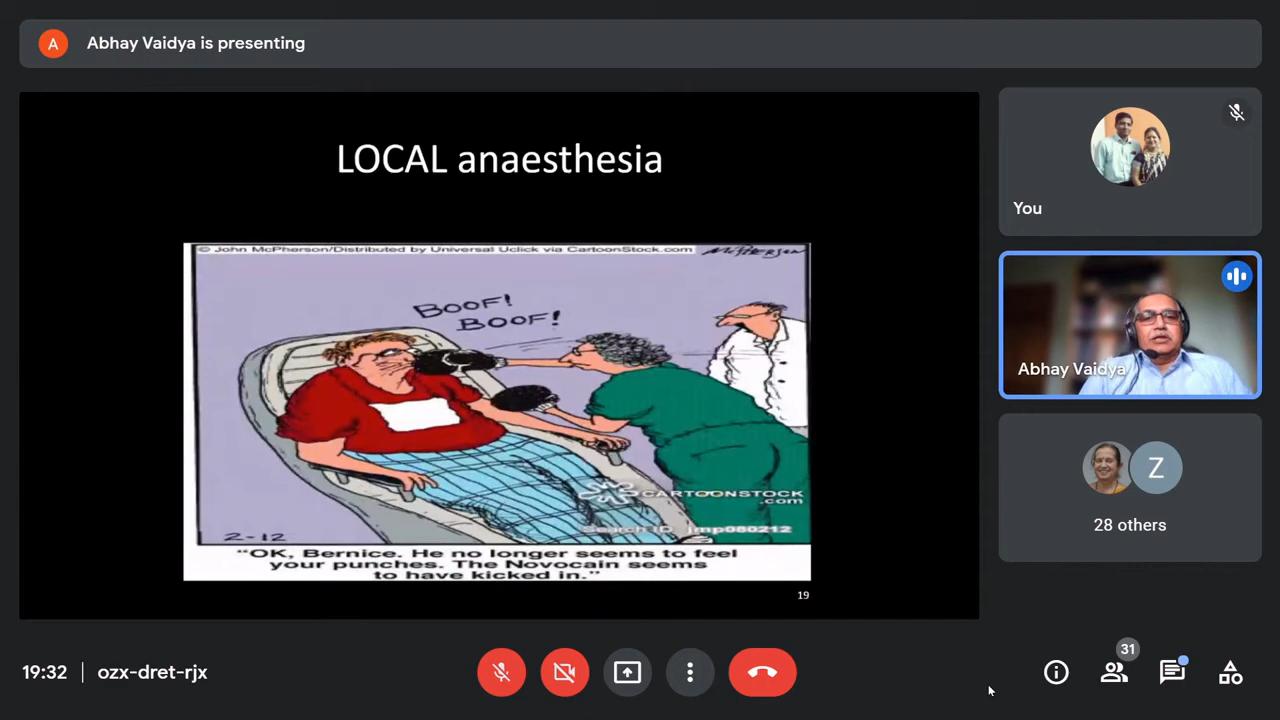 A
Abhay Vaidya is presenting
LOCAL anaesthesia
© John McPherson/Distributed by Universal Uclick via CartoonStock.com
McPHERSON
BOOF!
BOOF!
CARTOONSTOCK
.com
Search ID: jmp080212
2-12
"OK, Bernice. He no longer seems to feel
your punches. The Novocain seems
to have kicked in."
19
You
Abhay Vaidya
Z
28 others
19:32
ozx-dret-rjx
31